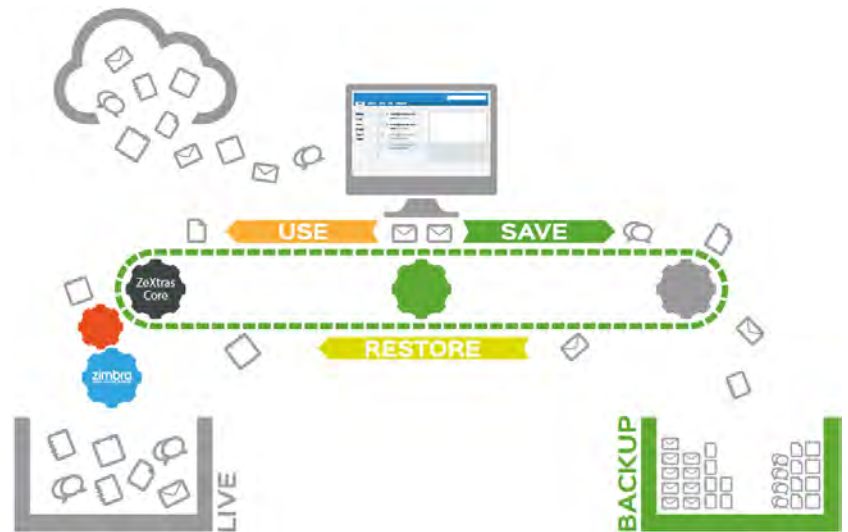 USE
SAVE
ZeXtras
Core
RESTORE
zimbra
LIVE
BACKUP